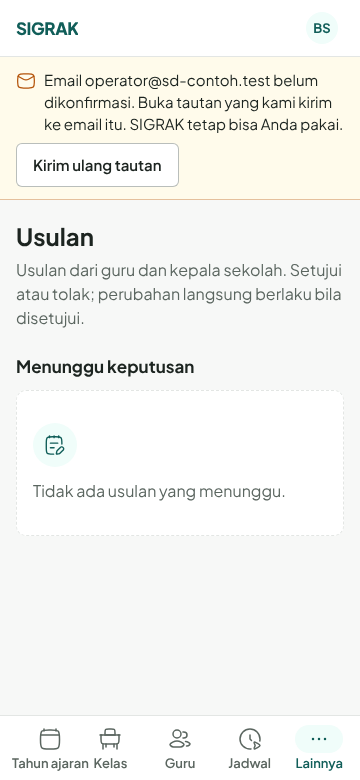 SIGRAK
BS
Email operator@sd-contoh.test belum
dikonfirmasi. Buka tautan yang kami kirim
ke email itu. SIGRAK tetap bisa Anda pakai.
Kirim ulang tautan
Usulan
Usulan dari guru dan kepala sekolah. Setujui
atau tolak; perubahan langsung berlaku bila
disetujui.
Menunggu keputusan
Tidak ada usulan yang menunggu.
Tahun ajaran
Kelas
Guru
Jadwal
Lainnya